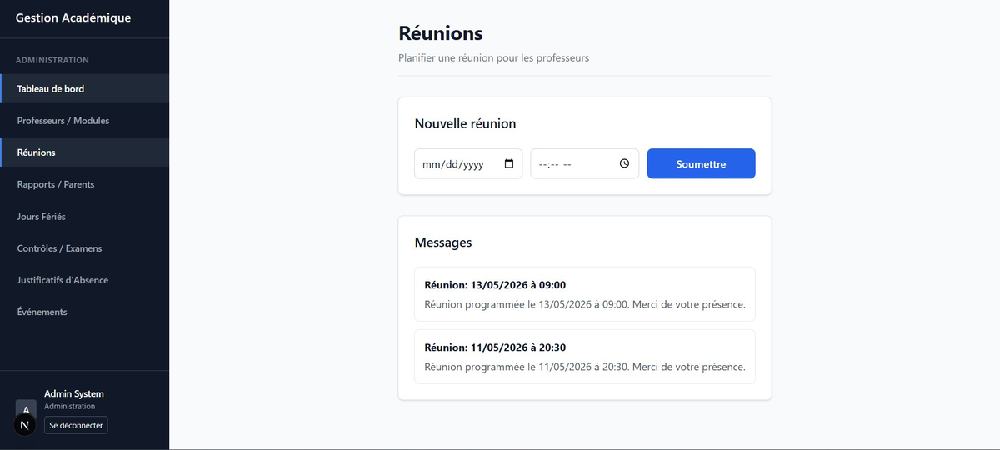 Gestion Académique
ADMINISTRATION
Tableau de bord
Professeurs / Modules
Réunions
Rapports / Parents
Jours Fériés
Contrôles / Examens
Justificatifs d'Absence
Événements
A
N
Admin System
Administration
Se déconnecter
Réunions
Planifier une réunion pour les professeurs
Nouvelle réunion
mm/dd/yyyy
--:-- --
Soumettre
Messages
Réunion: 13/05/2026 à 09:00
Réunion programmée le 13/05/2026 à 09:00. Merci de votre présence.
Réunion: 11/05/2026 à 20:30
Réunion programmée le 11/05/2026 à 20:30. Merci de votre présence.